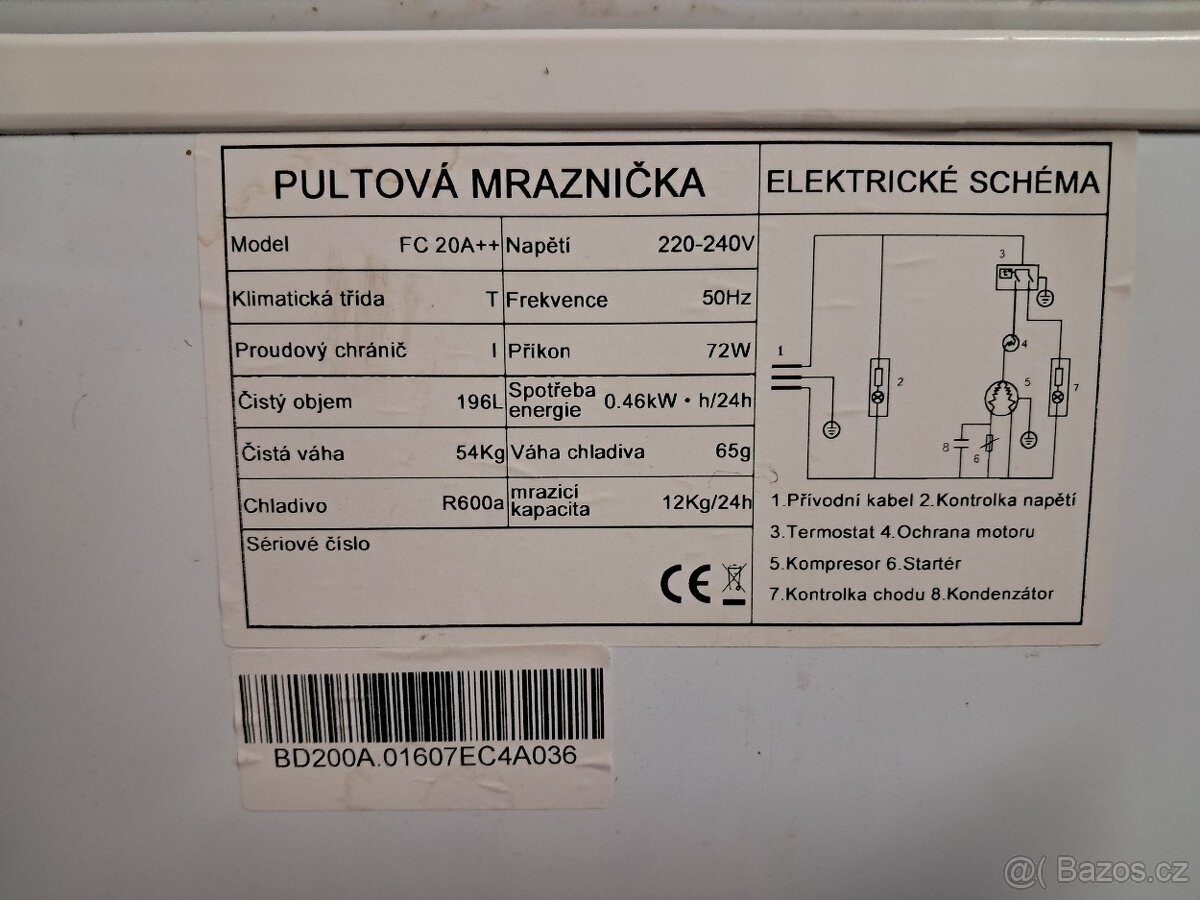 PULTOVÁ MRAZNIČKA
Model FC 20A++ Napětí 220-240V
Klimatická třída T Frekvence 50Hz
Proudový chránič I Příkon 72W
Čistý objem 196L Spotřeba energie 0.46kW · h/24h
Čistá váha 54Kg Váha chladiva 65g
Chladivo R600a mrazicí kapacita 12Kg/24h
Sériové číslo
CE
ELEKTRICKÉ SCHÉMA
1
2
3
4
5
6
7
8
1.Přívodní kabel 2.Kontrolka napětí
3.Termostat 4.Ochrana motoru
5.Kompresor 6.Startér
7.Kontrolka chodu 8.Kondenzátor
BD200A.01607EC4A036
@( Bazos.cz